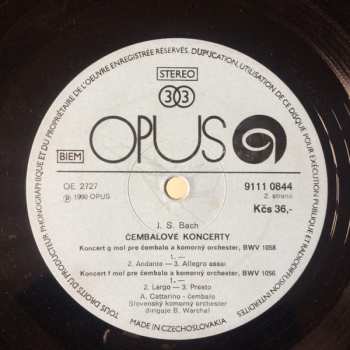 TOUS DROITS DU PRODUCTEUR PHONOGRAPHIQUE ET DU PROPRIÉTAIRE DE L'OEUVRE ENREGISTRÉE RÉSERVÉS. DUPLICATION, UTILISATION DE CE DISQUE POUR EXÉCUTION PUBLIQUE ET RADIODIFFUSION INTERDITES
STEREO
33
OPUS
BIEM
OE 2727
9111 0844
Ⓟ 1990 OPUS
2. strana
Kčs 36,-
J. S. Bach
ČEMBALOVÉ KONCERTY
Koncert g mol pre čembalo a komorný orchester, BWV 1058
1. —
2. Andante — 3. Allegro assai
Koncert f mol pre čembalo a komorný orchester, BWV 1056
1. —
2. Largo — 3. Presto
A. Cattarino - čembalo
Slovenský komorný orchester
diriguje B. Warchal
MADE IN CZECHOSLOVAKIA